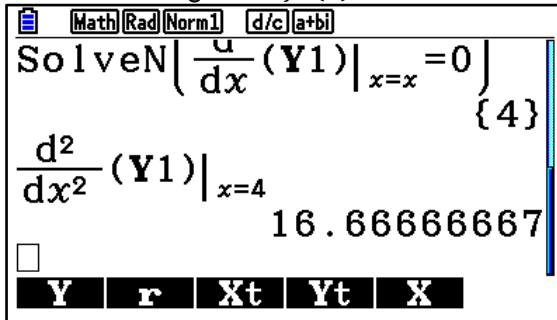 Math Rad Norm1 d/c a+bi
SolveN(d/dx(Y1)|x=x=0)
{4}
d²/dx²(Y1)|x=4
16.66666667
Y r Xt Yt X